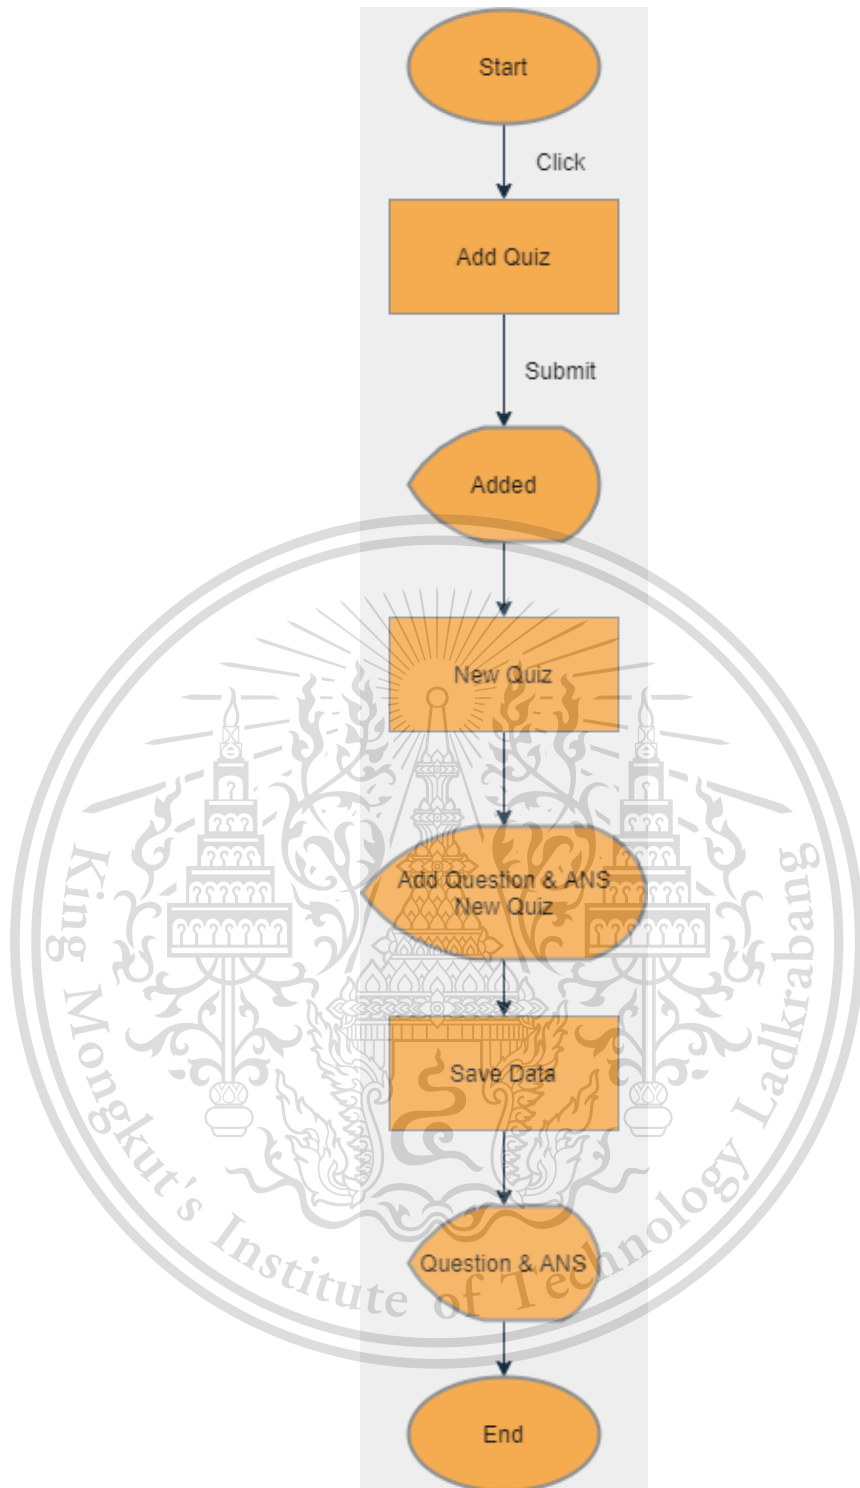 Start
Click
Add Quiz
Submit
Added
New Quiz
Add Question & ANS
New Quiz
Save Data
Question & ANS
End
King Mongkut's Institute of Technology Ladkrabang